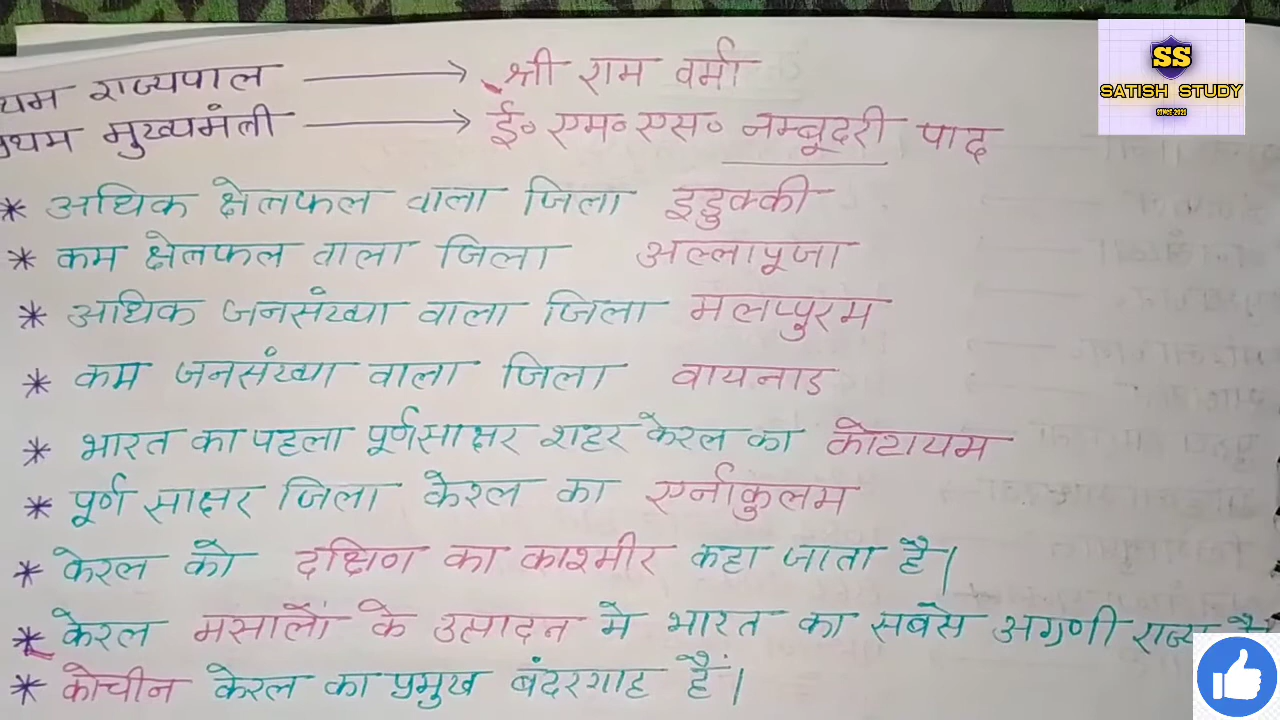 थम राज्यपाल → श्री राम वर्मा
प्रथम मुख्यमंत्री → ई॰ एम॰ एस॰ नम्बूदरी पाद
* अधिक क्षेत्रफल वाला जिला इडुक्की
* कम क्षेत्रफल वाला जिला अल्लापूजा
* अधिक जनसंख्या वाला जिला मलप्पुरम
* कम जनसंख्या वाला जिला वायनाड
* भारत का पहला पूर्णसाक्षर शहर केरल का कोटायम
* पूर्ण साक्षर जिला केरल का एर्नाकुलम
* केरल को दक्षिण का काश्मीर कहा जाता है।
* केरल मसालों के उत्पादन मे भारत का सबसे अग्रणी राज्य है
* कोचीन केरल का प्रमुख बंदरगाह हैं।
SS
SATISH STUDY